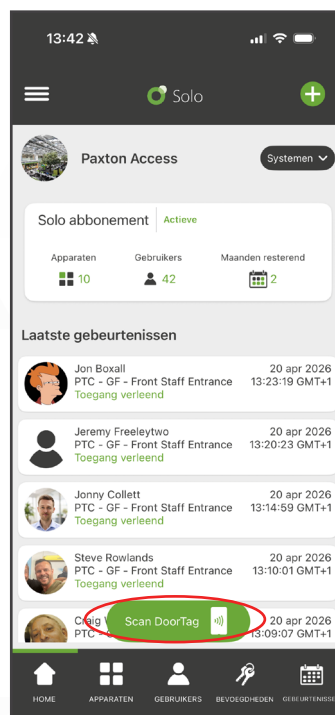 13:42
Solo
Paxton Access
Systemen
Solo abbonement Actieve
Apparaten Gebruikers Maanden resterend
10 42 2
Laatste gebeurtenissen
Jon Boxall 20 apr 2026
PTC - GF - Front Staff Entrance 13:23:19 GMT+1
Toegang verleend
Jeremy Freeleytwo 20 apr 2026
PTC - GF - Front Staff Entrance 13:20:23 GMT+1
Toegang verleend
Jonny Collett 20 apr 2026
PTC - GF - Front Staff Entrance 13:14:59 GMT+1
Toegang verleend
Steve Rowlands 20 apr 2026
PTC - GF - Front Staff Entrance 13:10:01 GMT+1
Toegang verleend
Craig 20 apr 2026
Scan DoorTag
PTC - 13:09:07 GMT+1
HOME APPARATEN GEBRUIKERS BEVOEGDHEDEN GEBEURTENISSE